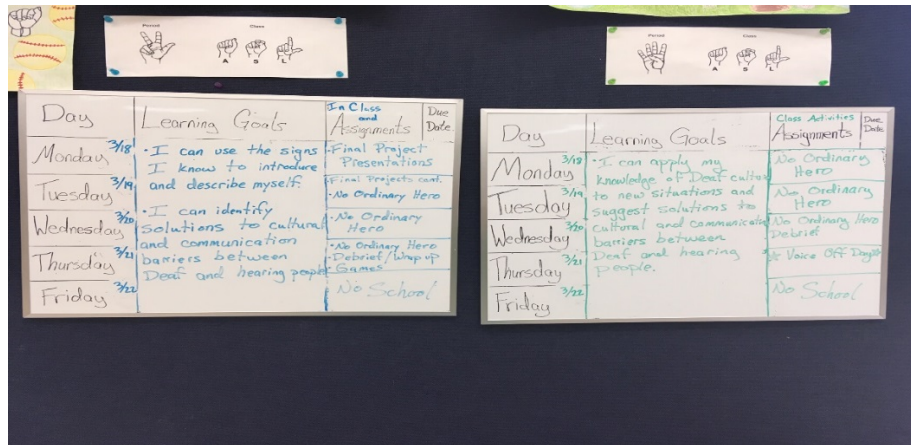 Period Class
A S L
Period Class
A S L
Day
Learning Goals
In Class
and
Assignments
Due
Date
Monday 3/18
Tuesday 3/19
Wednesday 3/20
Thursday 3/21
Friday 3/22
•I can use the signs
I know to introduce
and describe myself.
•I can identify
solutions to cultural
and communication
barriers between
Deaf and hearing people
•Final Project
Presentations
•Final Projects cont.
•No Ordinary Hero
•No Ordinary
Hero
•No Ordinary Hero
•Debrief/Wrap up
•Games
No School
Day
Learning Goals
Class Activities
Assignments
Due
Date
Monday 3/18
Tuesday 3/19
Wednesday 3/20
Thursday 3/21
Friday 3/22
•I can apply my
knowledge of Deaf culture
to new situations and
suggest solutions to
cultural and communication
barriers between
Deaf and hearing
people.
No Ordinary
Hero
No Ordinary
Hero
No Ordinary Hero
Debrief
Voice Off Day
No School